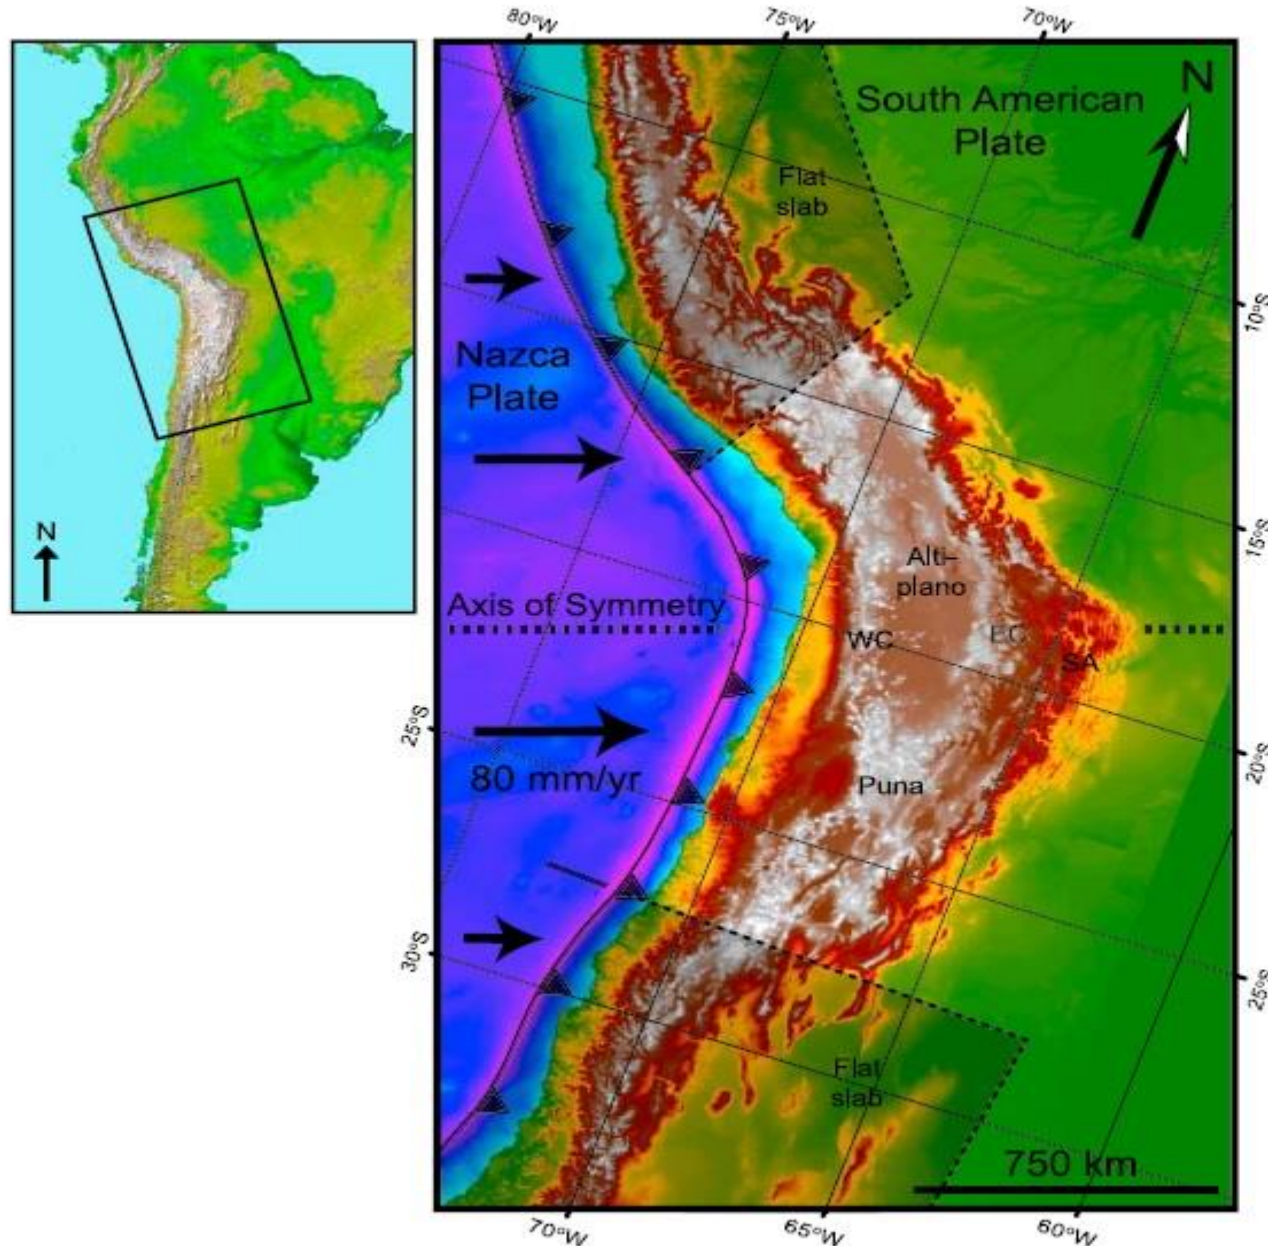 80°W
75°W
70°W
N
South American
Plate
Flat
slab
10°S
Nazca
Plate
15°S
N
Alti–
plano
Axis of Symmetry
WC
EC
SA
25°S
20°S
80 mm/yr
Puna
30°S
25°S
Flat
slab
750 km
70°W
65°W
60°W